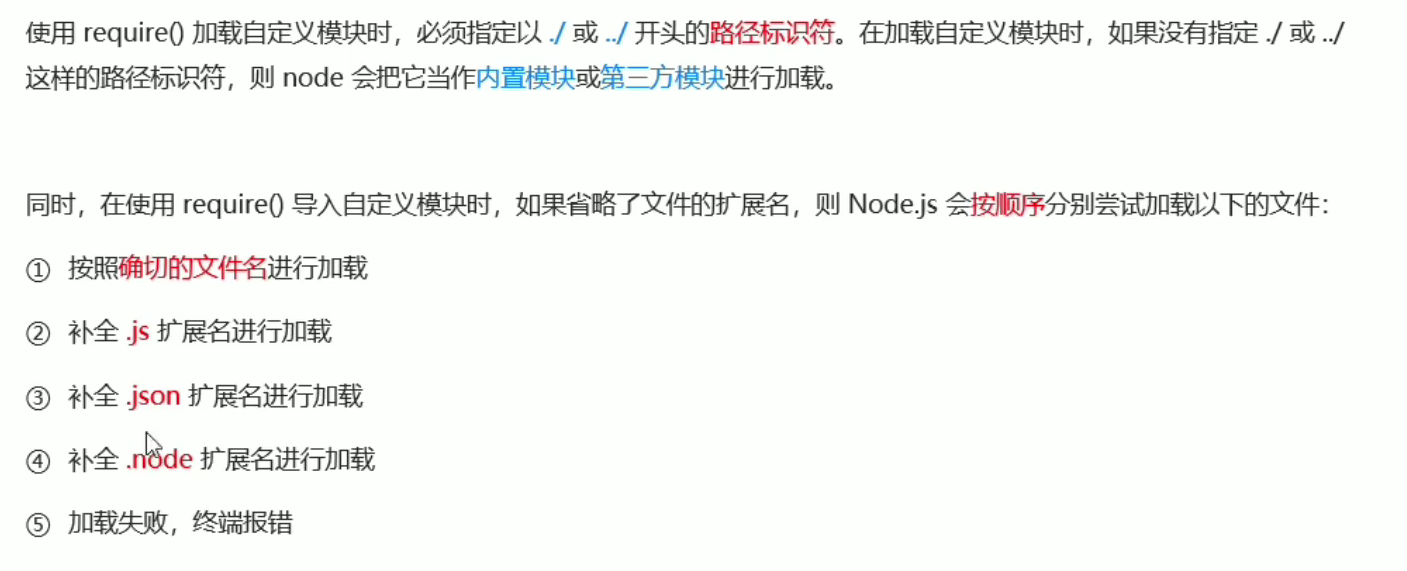 使用 require() 加载自定义模块时，必须指定以 ./ 或 ../ 开头的路径标识符。在加载自定义模块时，如果没有指定 ./ 或 ../
这样的路径标识符，则 node 会把它当作内置模块或第三方模块进行加载。
同时，在使用 require() 导入自定义模块时，如果省略了文件的扩展名，则 Node.js 会按顺序分别尝试加载以下的文件：
① 按照确切的文件名进行加载
② 补全 .js 扩展名进行加载
③ 补全 .json 扩展名进行加载
④ 补全 .node 扩展名进行加载
⑤ 加载失败，终端报错